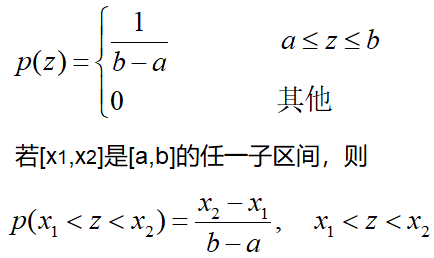 p(z) = { 1/(b − a)    a ≤ z ≤ b
0    其他
若[x1,x2]是[a,b]的任一子区间，则
p(x₁ < z < x₂) = (x₂ − x₁)/(b − a),    x₁ < z < x₂